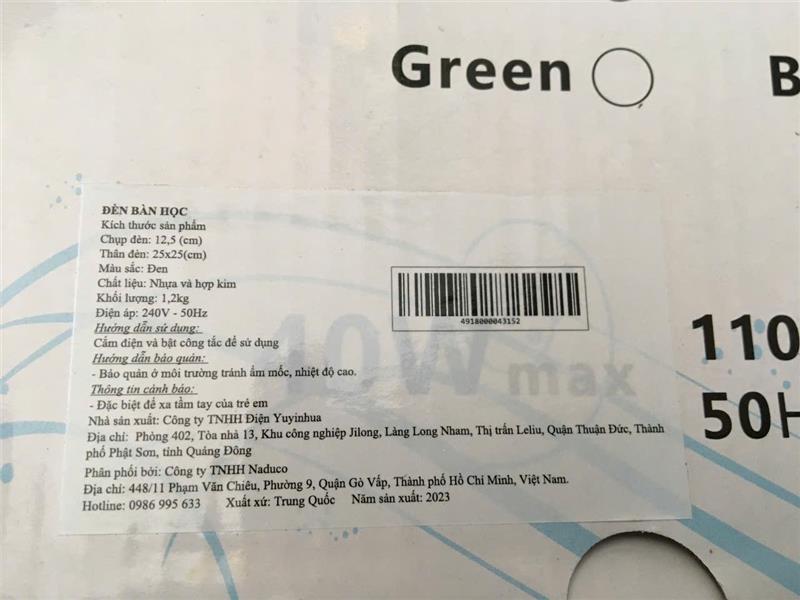 Green
B
ĐÈN BÀN HỌC
Kích thước sản phẩm
Chụp đèn: 12,5 (cm)
Thân đèn: 25x25(cm)
Màu sắc: Đen
Chất liệu: Nhựa và hợp kim
Khối lượng: 1,2kg
Điện áp: 240V - 50Hz
Hướng dẫn sử dung:
Cắm điện và bật công tắc để sử dụng
Hướng dẫn bảo quản:
- Bảo quản ở môi trường tránh ẩm mốc, nhiệt độ cao.
Thông tin cảnh báo:
- Đặc biệt để xa tầm tay của trẻ em
Nhà sản xuất: Công ty TNHH Điện Yuyinhua
Địa chỉ: Phòng 402, Tòa nhà 13, Khu công nghiệp Jilong, Làng Long Nham, Thị trấn Leliu, Quận Thuận Đức, Thành
phố Phật Sơn, tỉnh Quảng Đông
Phân phối bởi: Công ty TNHH Naduco
Địa chỉ: 448/11 Phạm Văn Chiêu, Phường 9, Quận Gò Vấp, Thành phố Hồ Chí Minh, Việt Nam.
Hotline: 0986 995 633 Xuất xứ: Trung Quốc Năm sản xuất: 2023
4918000043152
40W max
110
50H